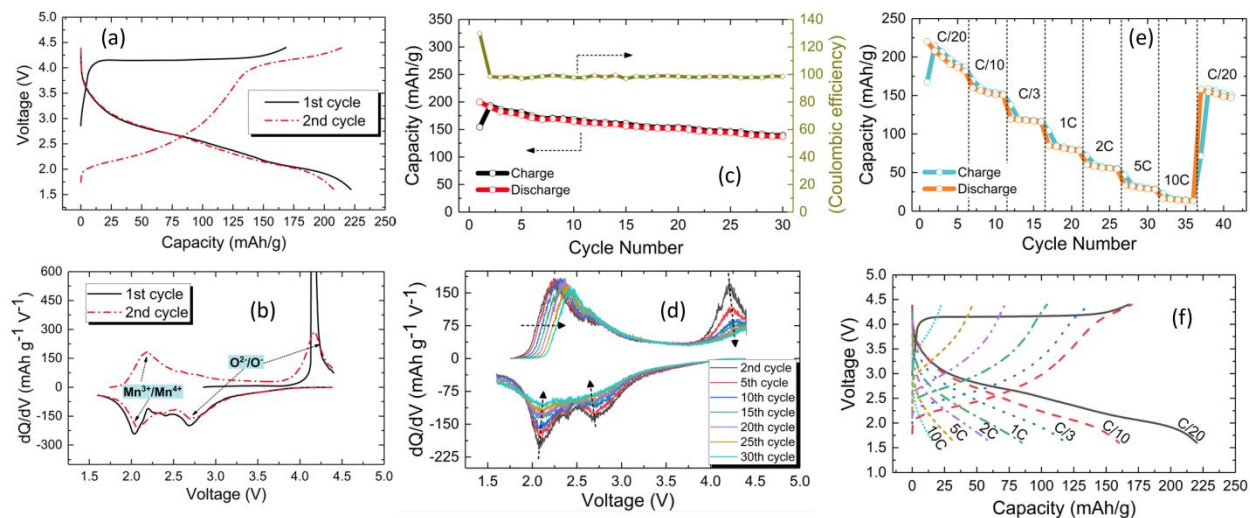 (a)
Voltage (V)
5.0
4.5
4.0
3.5
3.0
2.5
2.0
1.5
1st cycle
2nd cycle
0 25 50 75 100 125 150 175 200 225 250
Capacity (mAh/g)
(b)
dQ/dV (mAh g⁻¹ V⁻¹)
600
450
300
150
0
-150
-300
1st cycle
2nd cycle
O²⁻/O⁻
Mn³⁺/Mn⁴⁺
1.5 2.0 2.5 3.0 3.5 4.0 4.5 5.0
Voltage (V)
(c)
Capacity (mAh/g)
350
300
250
200
150
100
50
0
Charge
Discharge
140
120
100
80
60
40
20
0
(Coulombic efficiency)
0 5 10 15 20 25 30
Cycle Number
(d)
dQ/dV (mAh g⁻¹ V⁻¹)
225
150
75
0
-75
-150
-225
2nd cycle
5th cycle
10th cycle
15th cycle
20th cycle
25th cycle
30th cycle
1.5 2.0 2.5 3.0 3.5 4.0 4.5 5.0
Voltage (V)
(e)
Capacity (mAh/g)
250
200
150
100
50
0
C/20
C/10
C/3
1C
2C
5C
10C
C/20
Charge
Discharge
0 5 10 15 20 25 30 35 40
Cycle Number
(f)
Voltage (V)
5.0
4.5
4.0
3.5
3.0
2.5
2.0
1.5
1.0
10C
5C
2C
1C
C/3
C/10
C/20
0 25 50 75 100 125 150 175 200 225 250
Capacity (mAh/g)